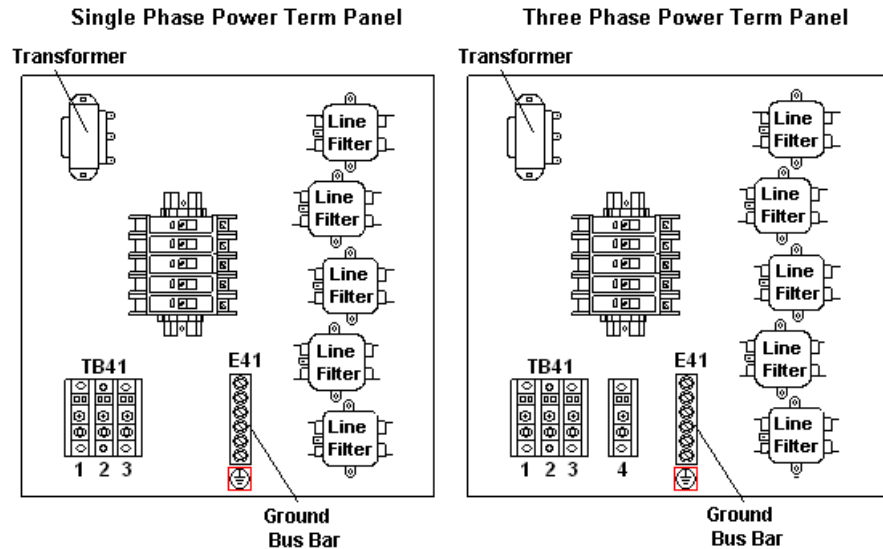 Single Phase Power Term Panel
Transformer
Line
Filter
Line
Filter
Line
Filter
Line
Filter
Line
Filter
TB41
E41
1 2 3
Ground
Bus Bar
Three Phase Power Term Panel
Transformer
Line
Filter
Line
Filter
Line
Filter
Line
Filter
Line
Filter
TB41
E41
1 2 3 4
Ground
Bus Bar